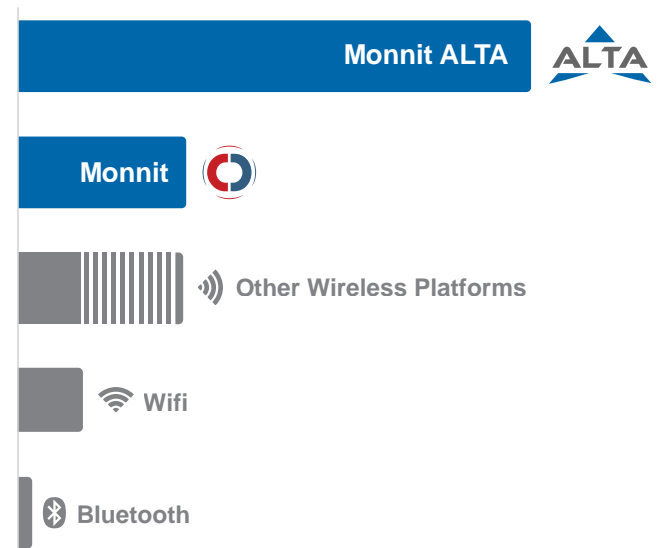 Monnit ALTA
ALTA
Monnit
Other Wireless Platforms
Wifi
Bluetooth